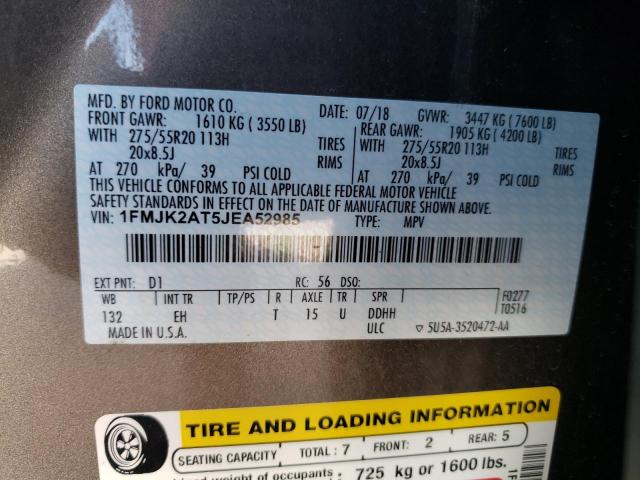 MFD. BY FORD MOTOR CO.
DATE: 07/18 GVWR: 3447 KG (7600 LB)
FRONT GAWR: 1610 KG (3550 LB)
REAR GAWR: 1905 KG (4200 LB)
WITH 275/55R20 113H TIRES
WITH 275/55R20 113H TIRES
20x8.5J RIMS
20x8.5J RIMS
AT 270 kPa/ 39 PSI COLD
AT 270 kPa/ 39 PSI COLD
THIS VEHICLE CONFORMS TO ALL APPLICABLE FEDERAL MOTOR VEHICLE
SAFETY STANDARDS IN EFFECT ON THE DATE OF MANUFACTURE SHOWN ABOVE.
VIN: 1FMJK2AT5JEA52985 TYPE: MPV
EXT PNT: D1 RC: 56 DSO:
WB INT TR TP/PS R AXLE TR SPR
F0277
132 EH T 15 U DDHH
T0516
MADE IN U.S.A. ULC ▽ 5U5A-3520472-AA
TIRE AND LOADING INFORMATION
SEATING CAPACITY TOTAL: 7 FRONT: 2 REAR: 5
weight of occupants 725 kg or 1600 lbs.